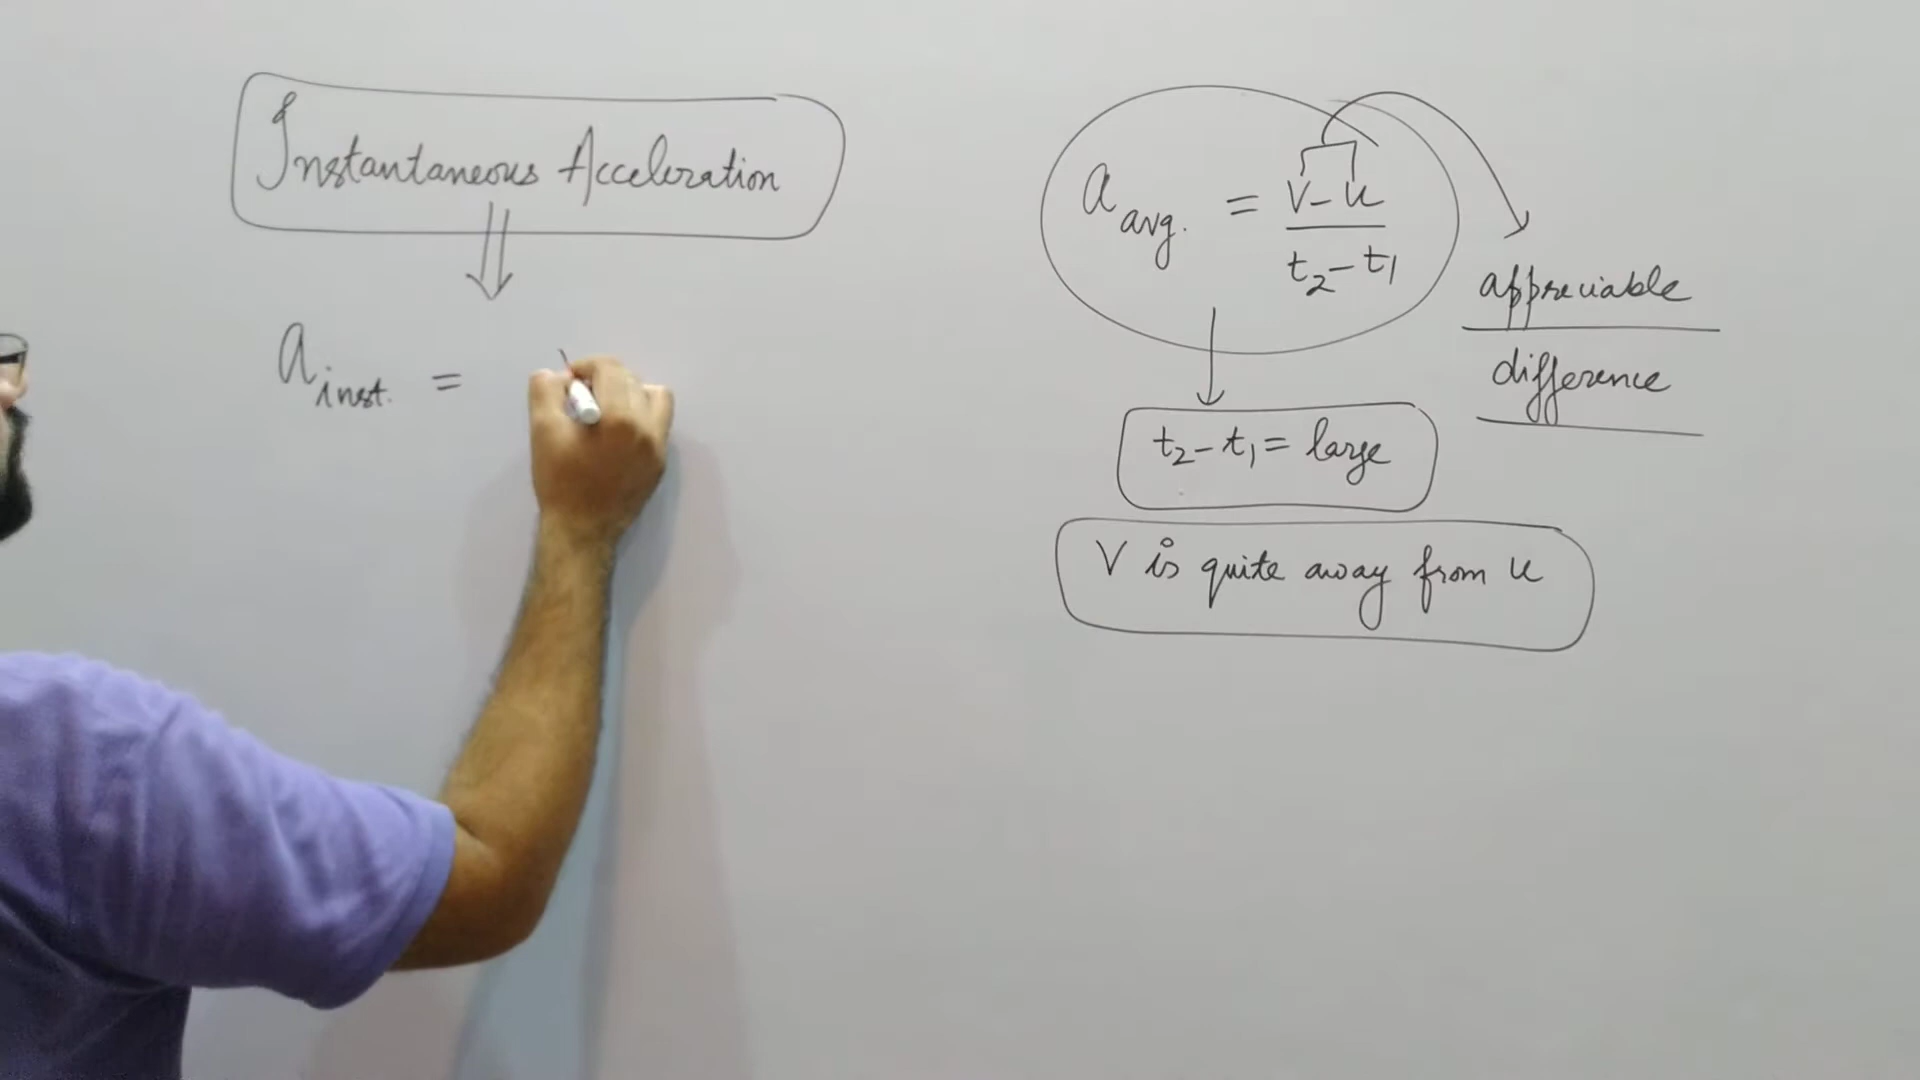 Instantaneous Acceleration
a inst. =
a avg. = v-u / t2-t1
appreciable
difference
t2-t1 = large
V is quite away from u